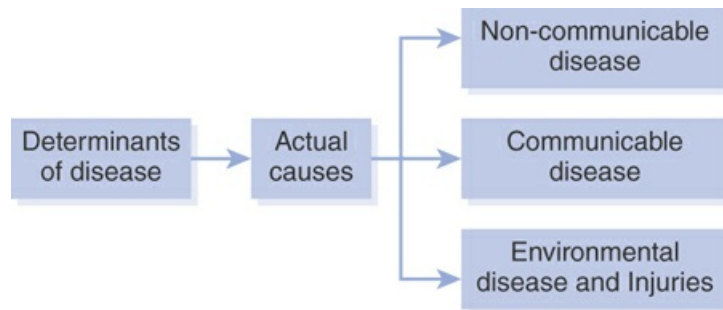 Determinants
of disease
Actual
causes
Non-communicable
disease
Communicable
disease
Environmental
disease and Injuries